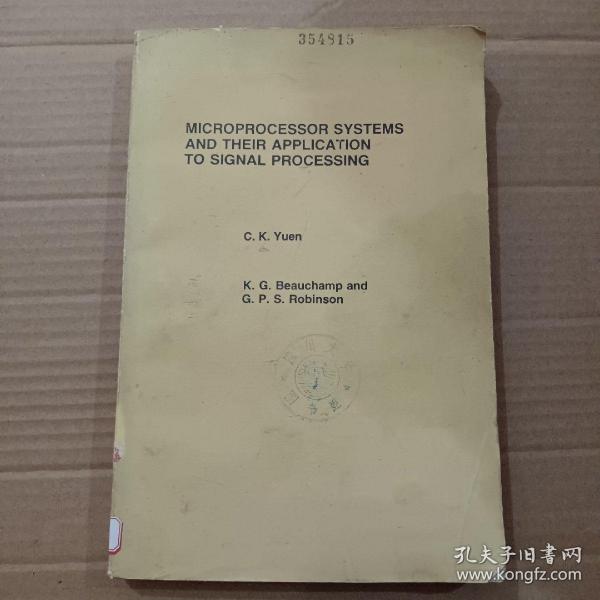 354815
MICROPROCESSOR SYSTEMS
AND THEIR APPLICATION
TO SIGNAL PROCESSING
C. K. Yuen
K. G. Beauchamp and
G. P. S. Robinson
孔夫子旧书网
www.kongfz.com